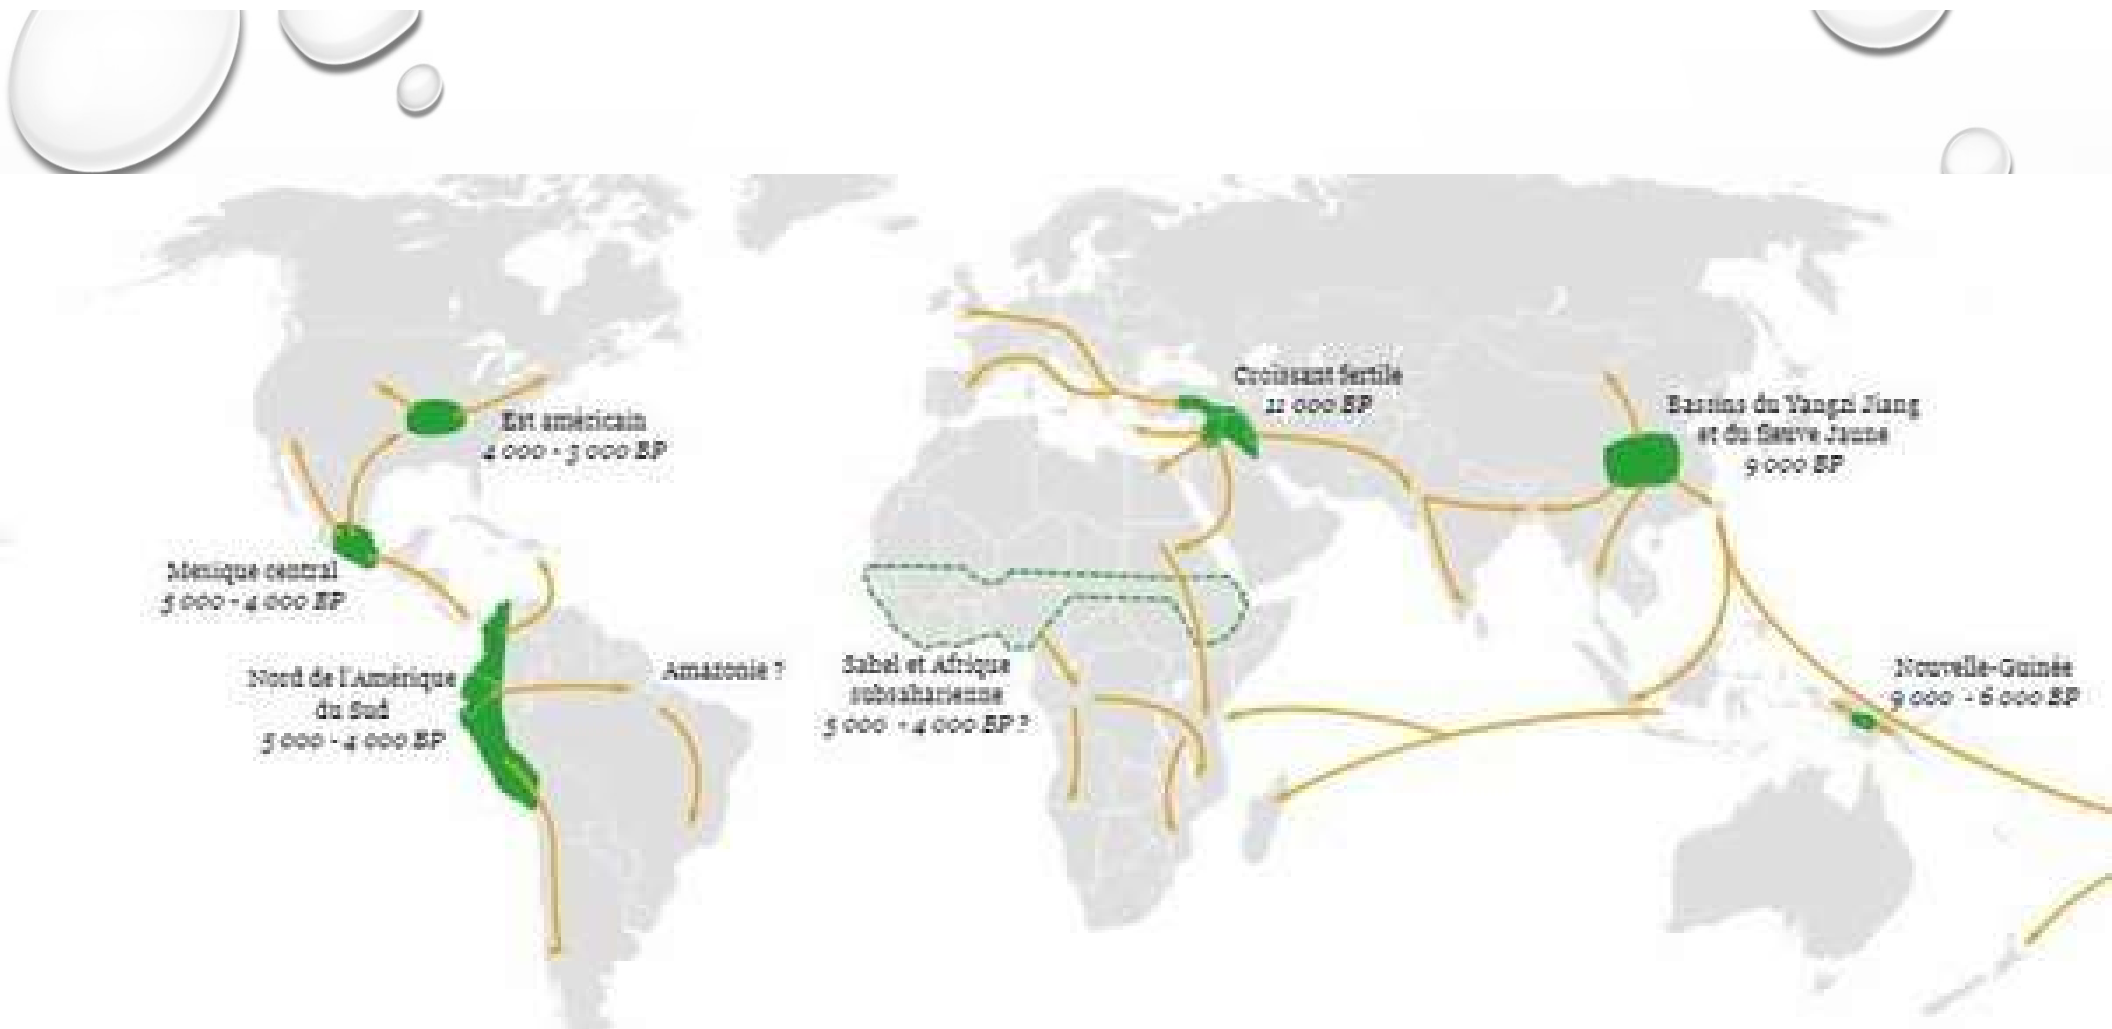 Croissant fertile
11 000 BP
Est américain
4 000 - 3 000 BP
Bassins du Yangzi Jiang
et du fleuve Jaune
9 000 BP
Mexique central
5 000 - 4 000 BP
Nord de l'Amérique
du Sud
5 000 - 4 000 BP
Amazonie ?
Sahel et Afrique
subsaharienne
5 000 - 4 000 BP ?
Nouvelle-Guinée
9 000 - 6 000 BP